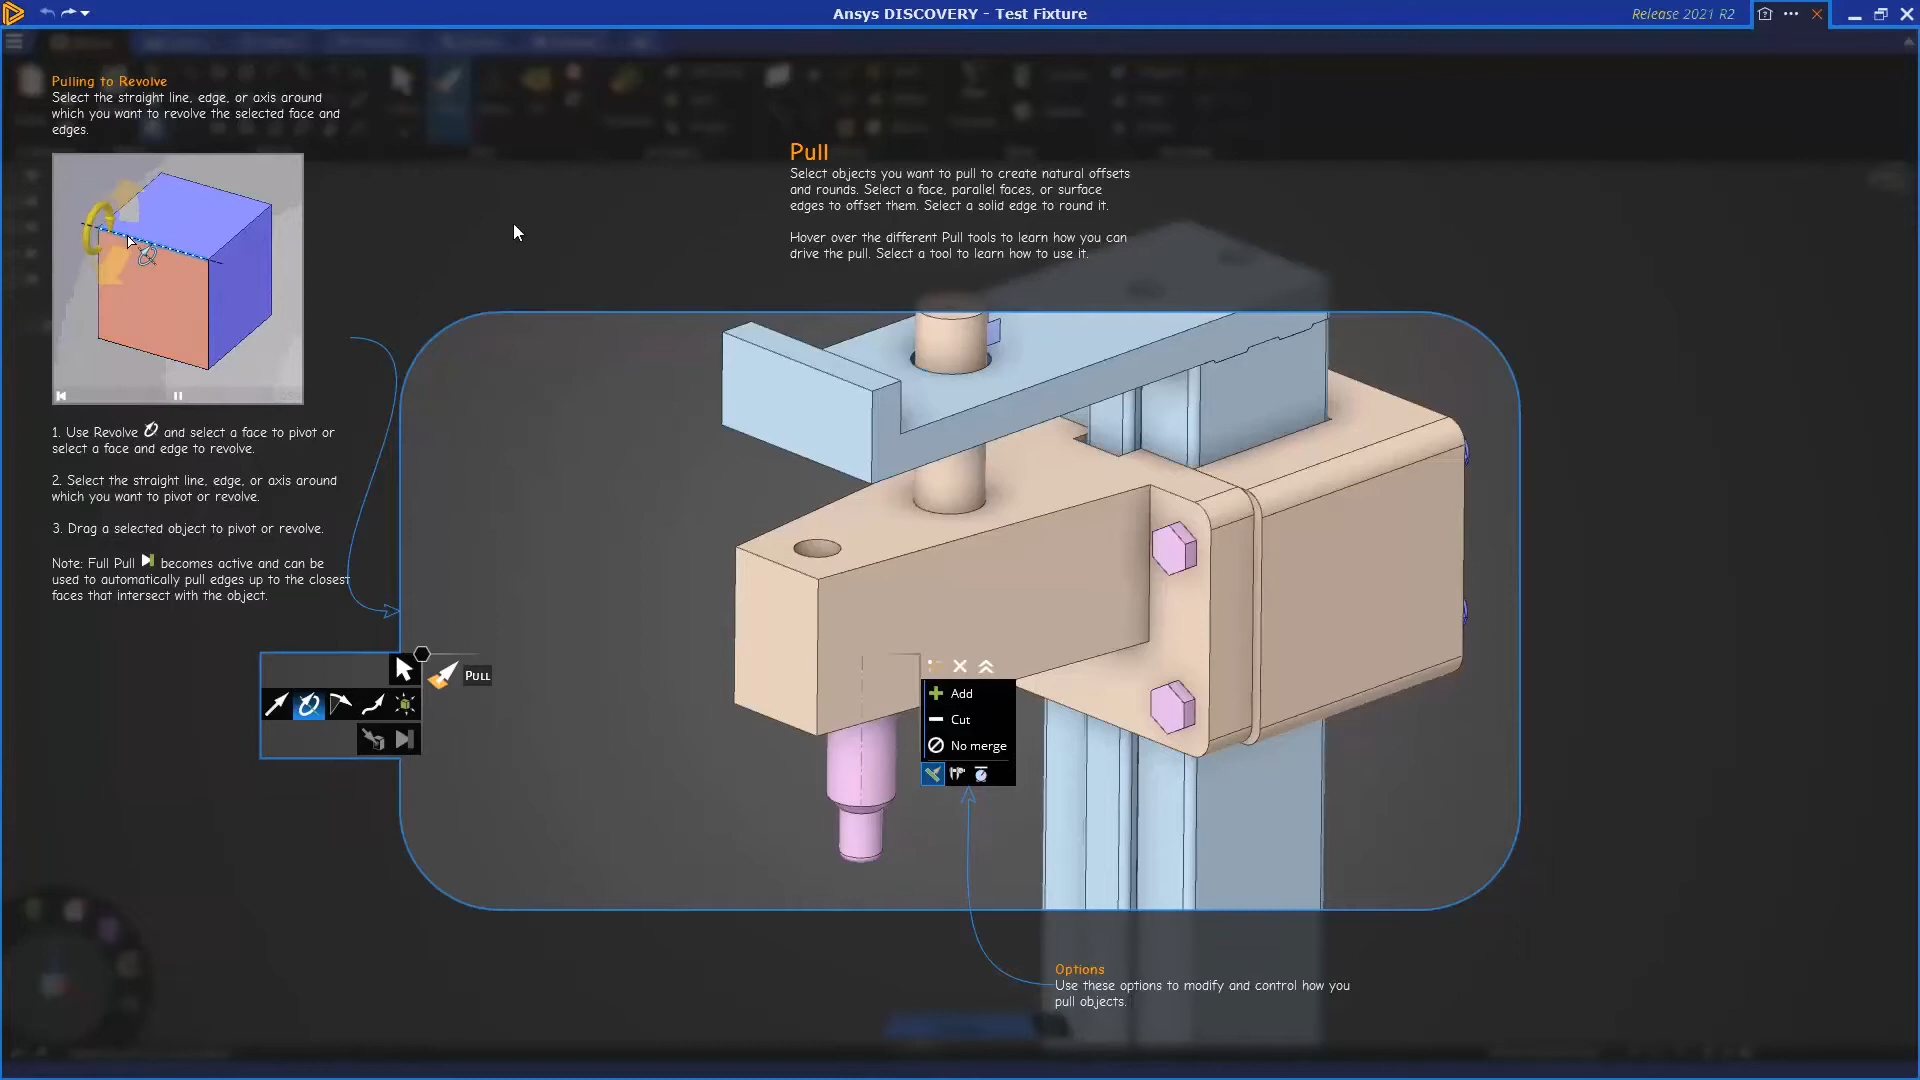 Ansys DISCOVERY - Test Fixture
Release 2021 R2
Pulling to Revolve
Select the straight line, edge, or axis around
which you want to revolve the selected face and
edges.
Pull
Select objects you want to pull to create natural offsets
and rounds. Select a face, parallel faces, or surface
edges to offset them. Select a solid edge to round it.
Hover over the different Pull tools to learn how you can
drive the pull. Select a tool to learn how to use it.
1. Use Revolve and select a face to pivot or
select a face and edge to revolve.
2. Select the straight line, edge, or axis around
which you want to pivot or revolve.
3. Drag a selected object to pivot or revolve.
Note: Full Pull becomes active and can be
used to automatically pull edges up to the closest
faces that intersect with the object.
PULL
Add
Cut
No merge
Options
Use these options to modify and control how you
pull objects.